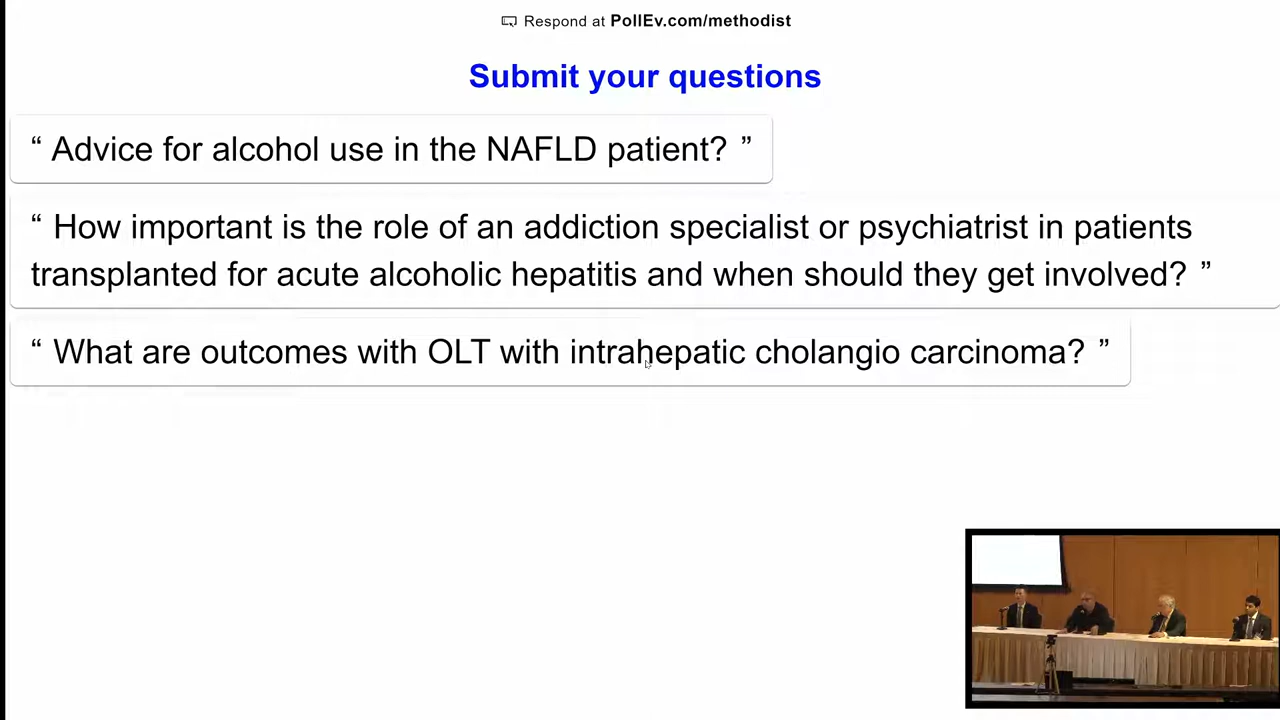 Respond at PollEv.com/methodist
Submit your questions
“ Advice for alcohol use in the NAFLD patient? ”
“ How important is the role of an addiction specialist or psychiatrist in patients
transplanted for acute alcoholic hepatitis and when should they get involved? ”
“ What are outcomes with OLT with intrahepatic cholangio carcinoma? ”